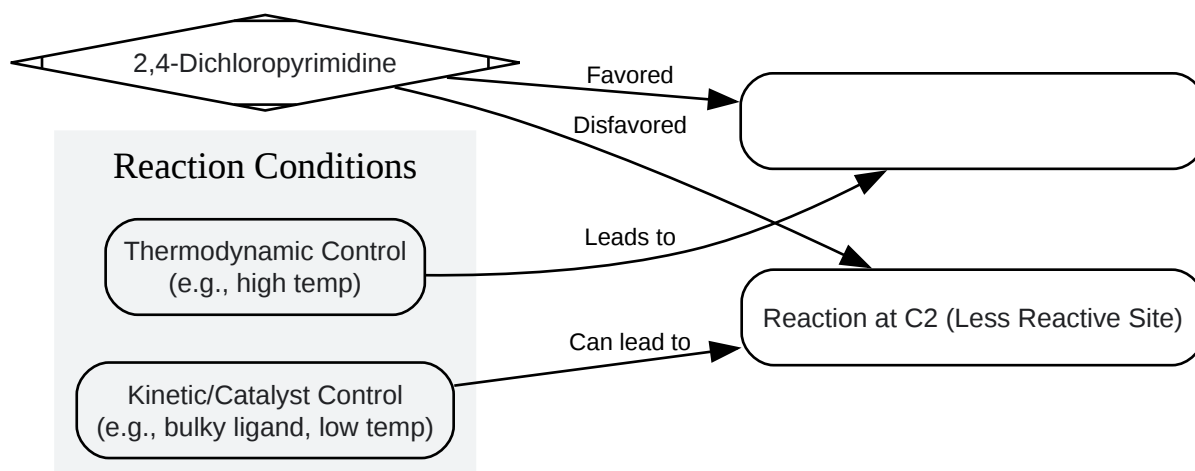 2,4-Dichloropyrimidine
Favored
Disfavored
Reaction Conditions
Thermodynamic Control
(e.g., high temp)
Leads to
Reaction at C2 (Less Reactive Site)
Can lead to
Kinetic/Catalyst Control
(e.g., bulky ligand, low temp)